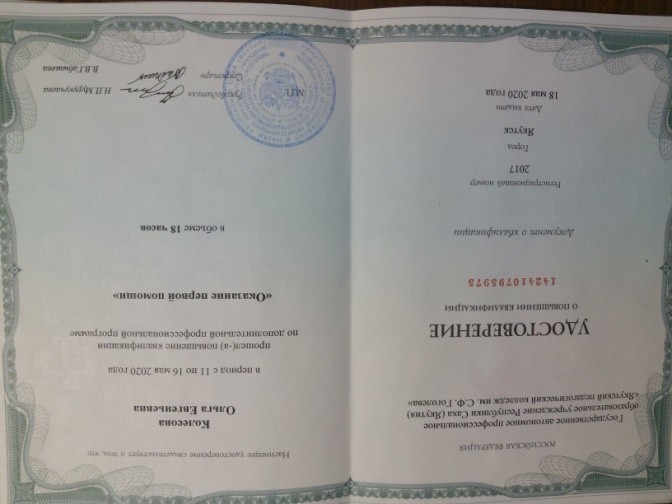 РОССИЙСКАЯ ФЕДЕРАЦИЯ
Государственное автономное профессиональное
образовательное учреждение Республики Саха (Якутия)
«Якутский педагогический колледж им. С.Ф. Гоголева»
УДОСТОВЕРЕНИЕ
О ПОВЫШЕНИИ КВАЛИФИКАЦИИ
142410795975
Документ о квалификации
Регистрационный номер
2017
Город
Якутск
Дата выдачи
18 мая 2020 года
Настоящее удостоверение свидетельствует о том, что
Колесова
Ольга Евгеньевна
в период с 11 по 16 мая 2020 года
прошел(-а) повышение квалификации
по дополнительной профессиональной программе
«Оказание первой помощи»
в объеме 18 часов
М.П.
Руководитель
Секретарь В.В.Габышева